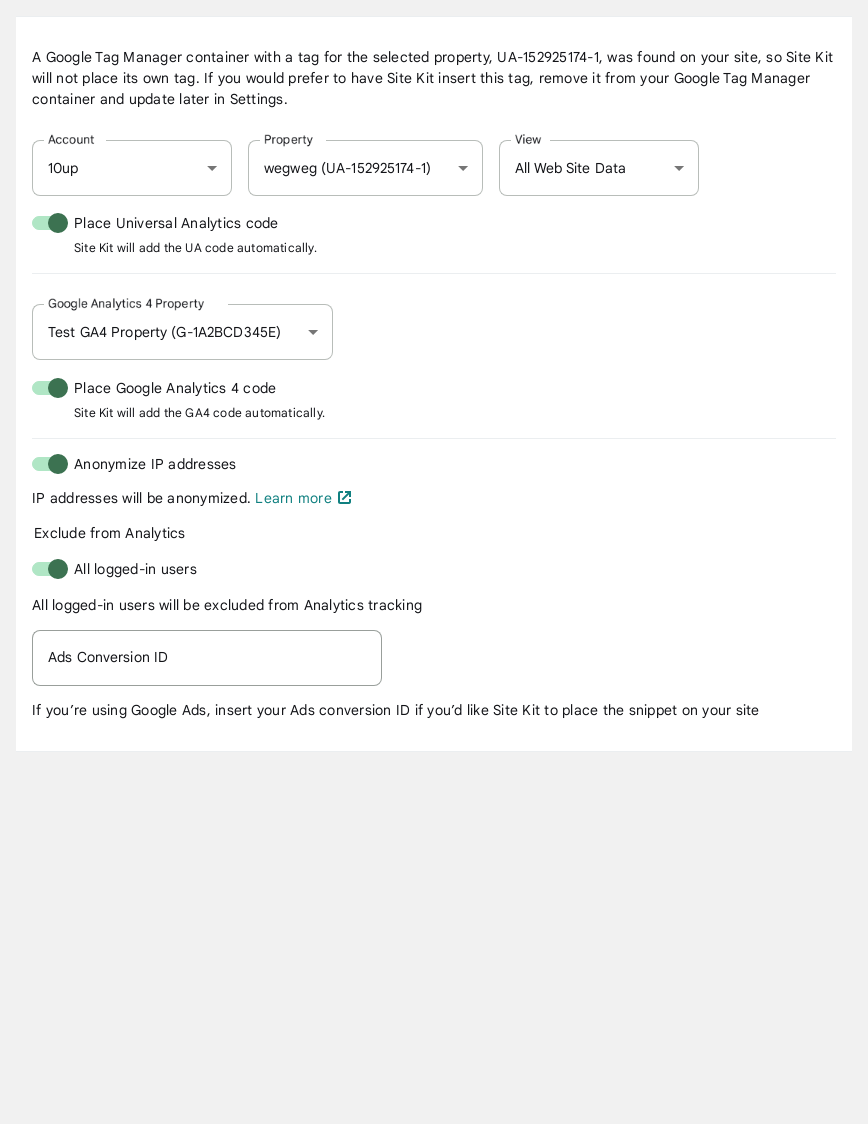 A Google Tag Manager container with a tag for the selected property, UA-152925174-1, was found on your site, so Site Kit
will not place its own tag. If you would prefer to have Site Kit insert this tag, remove it from your Google Tag Manager
container and update later in Settings.
Account
Property
View
10up
wegweg (UA-152925174-1)
All Web Site Data
Place Universal Analytics code
Site Kit will add the UA code automatically.
Google Analytics 4 Property
Test GA4 Property (G-1A2BCD345E)
Place Google Analytics 4 code
Site Kit will add the GA4 code automatically.
Anonymize IP addresses
IP addresses will be anonymized. Learn more
Exclude from Analytics
All logged-in users
All logged-in users will be excluded from Analytics tracking
Ads Conversion ID
If you’re using Google Ads, insert your Ads conversion ID if you’d like Site Kit to place the snippet on your site